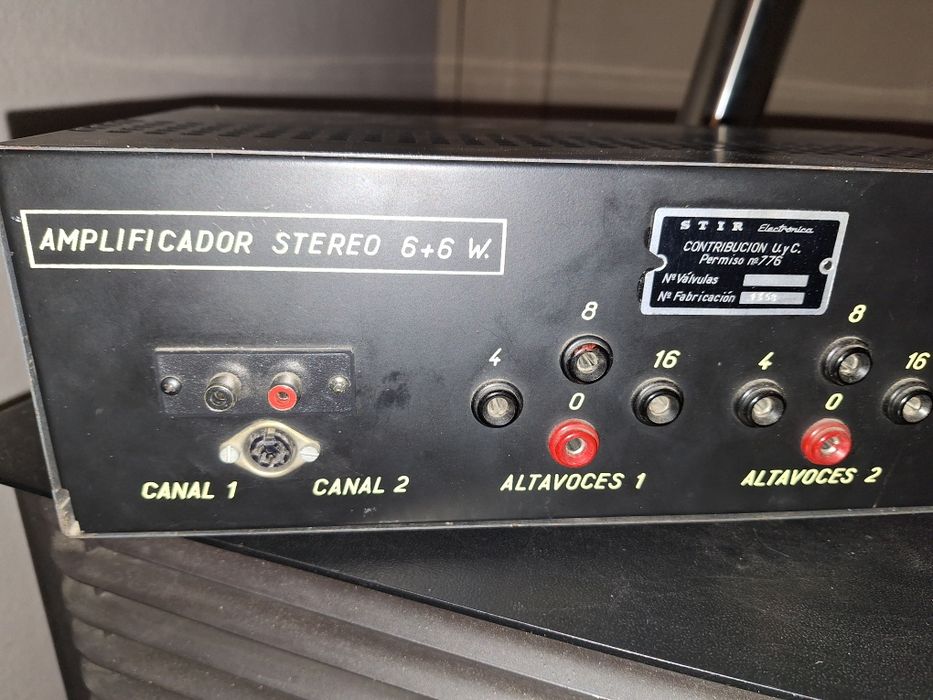 AMPLIFICADOR STEREO 6+6 W.
STIR Electrónica
CONTRIBUCION U.yC.
Permiso nº776
Nº Válvulas
Nº Fabricación
8
8
4
16
4
16
0
0
CANAL 1
CANAL 2
ALTAVOCES 1
ALTAVOCES 2